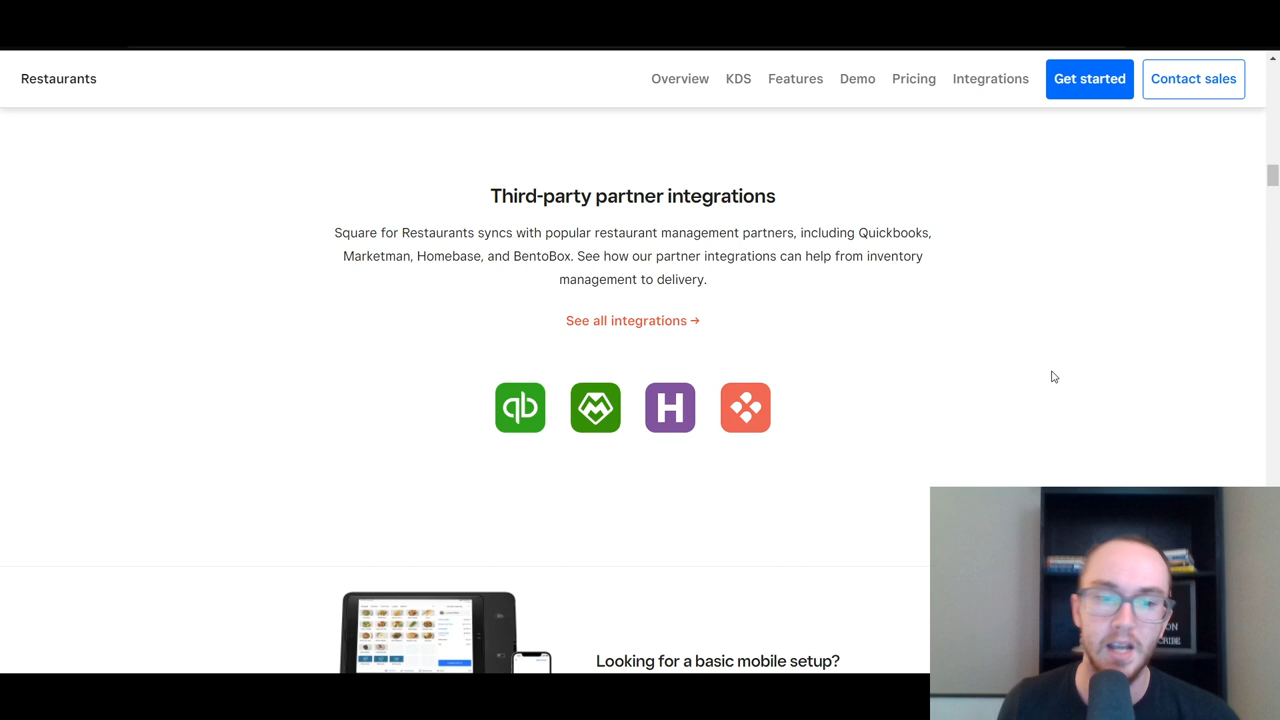 Restaurants
Overview KDS Features Demo Pricing Integrations Get started Contact sales
Third-party partner integrations
Square for Restaurants syncs with popular restaurant management partners, including Quickbooks,
Marketman, Homebase, and BentoBox. See how our partner integrations can help from inventory
management to delivery.
See all integrations →
qb
M
H
Looking for a basic mobile setup?